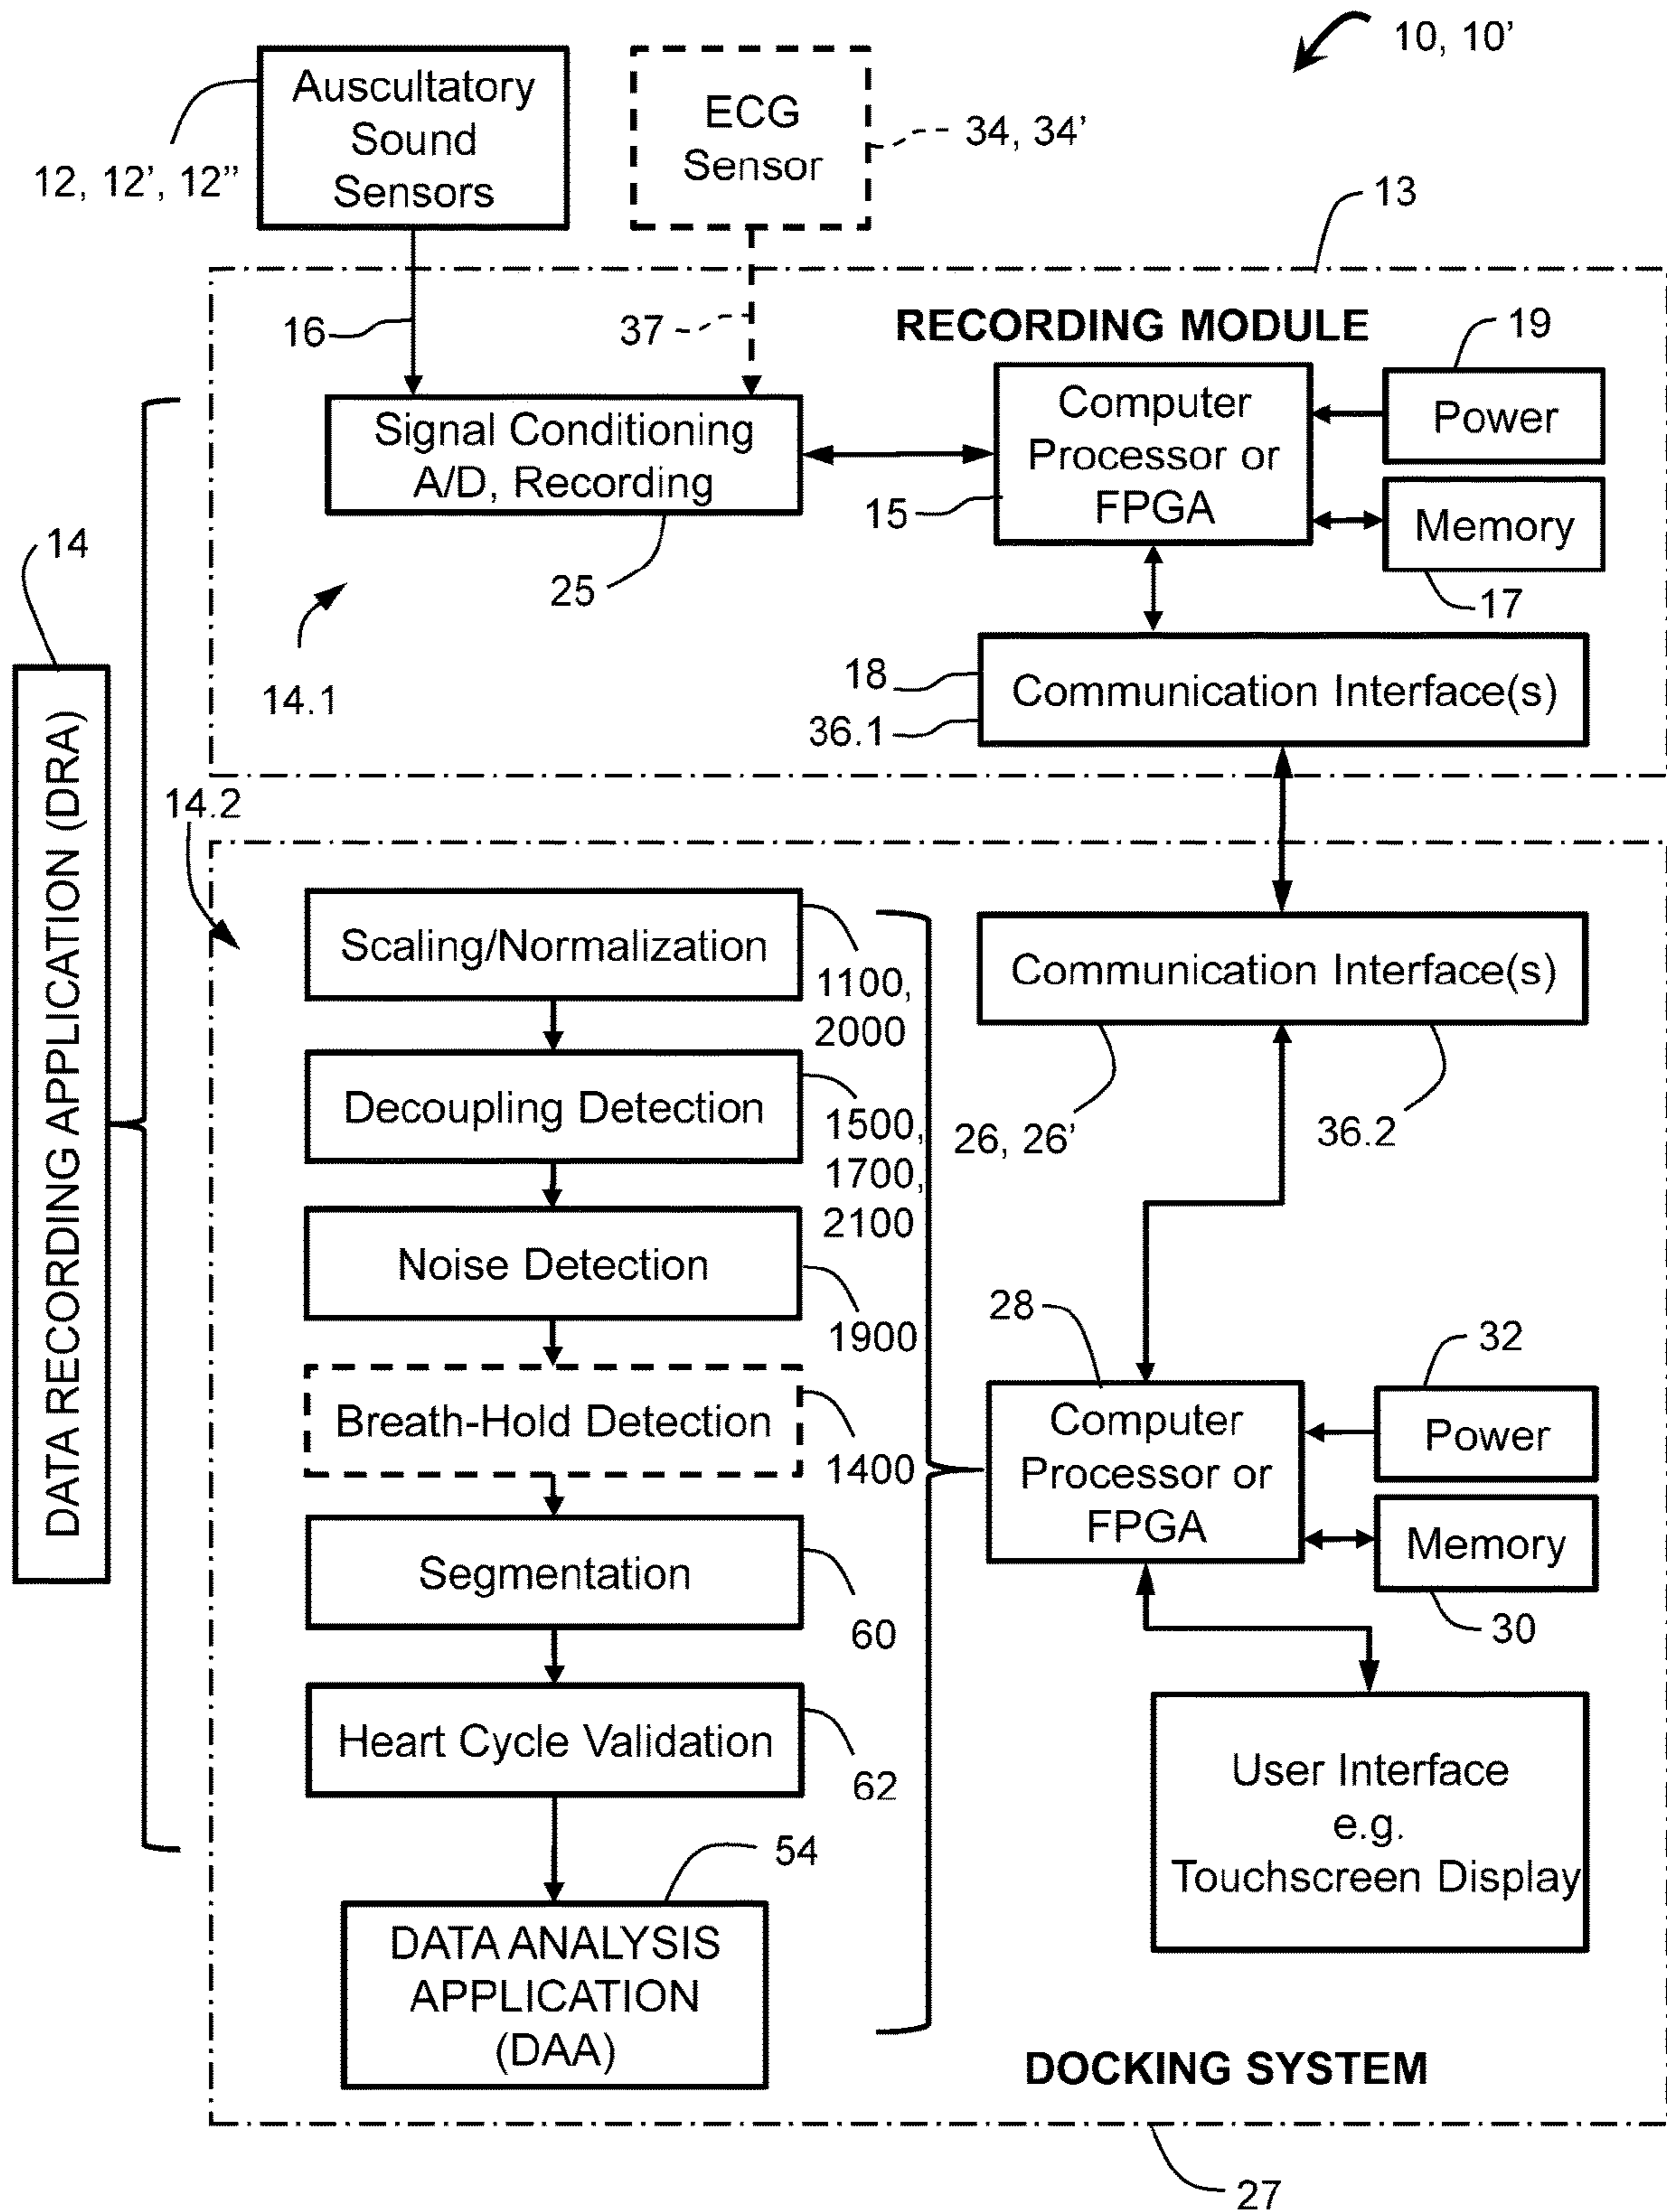 10, 10’
Auscultatory
Sound
Sensors
12, 12’, 12”
ECG
Sensor
34, 34’
13
16
37
RECORDING MODULE
19
Signal Conditioning
A/D, Recording
25
Computer
Processor or
FPGA
15
Power
Memory
17
14
14.1
18
36.1
Communication Interface(s)
DATA RECORDING APPLICATION (DRA)
14.2
Scaling/Normalization
1100,
2000
Communication Interface(s)
26, 26’
36.2
Decoupling Detection
1500,
1700,
2100
Noise Detection
1900
Breath-Hold Detection
1400
28
Computer
Processor or
FPGA
32
Power
Memory
30
Segmentation
60
Heart Cycle Validation
62
User Interface
e.g.
Touchscreen Display
54
DATA ANALYSIS
APPLICATION
(DAA)
DOCKING SYSTEM
27